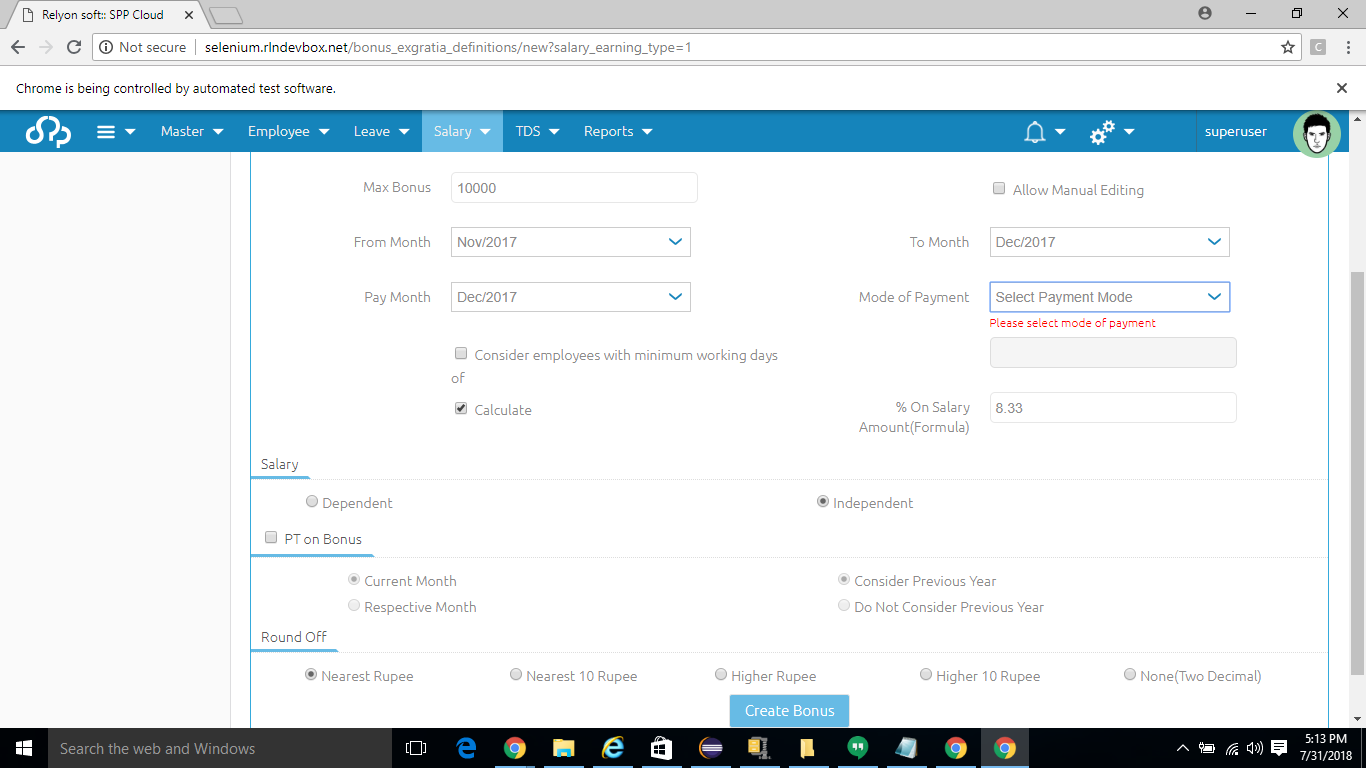 Relyon soft:: SPP Cloud
Not secure selenium.rlndevbox.net/bonus_exgratia_definitions/new?salary_earning_type=1
C
Chrome is being controlled by automated test software.
Master Employee Leave Salary TDS Reports superuser
Max Bonus 10000 Allow Manual Editing
From Month Nov/2017 To Month Dec/2017
Pay Month Dec/2017 Mode of Payment Select Payment Mode
Please select mode of payment
Consider employees with minimum working days
of
Calculate % On Salary 8.33
Amount(Formula)
Salary
Dependent Independent
PT on Bonus
Current Month Consider Previous Year
Respective Month Do Not Consider Previous Year
Round Off
Nearest Rupee Nearest 10 Rupee Higher Rupee Higher 10 Rupee None(Two Decimal)
Create Bonus
Search the web and Windows
5:13 PM
7/31/2018